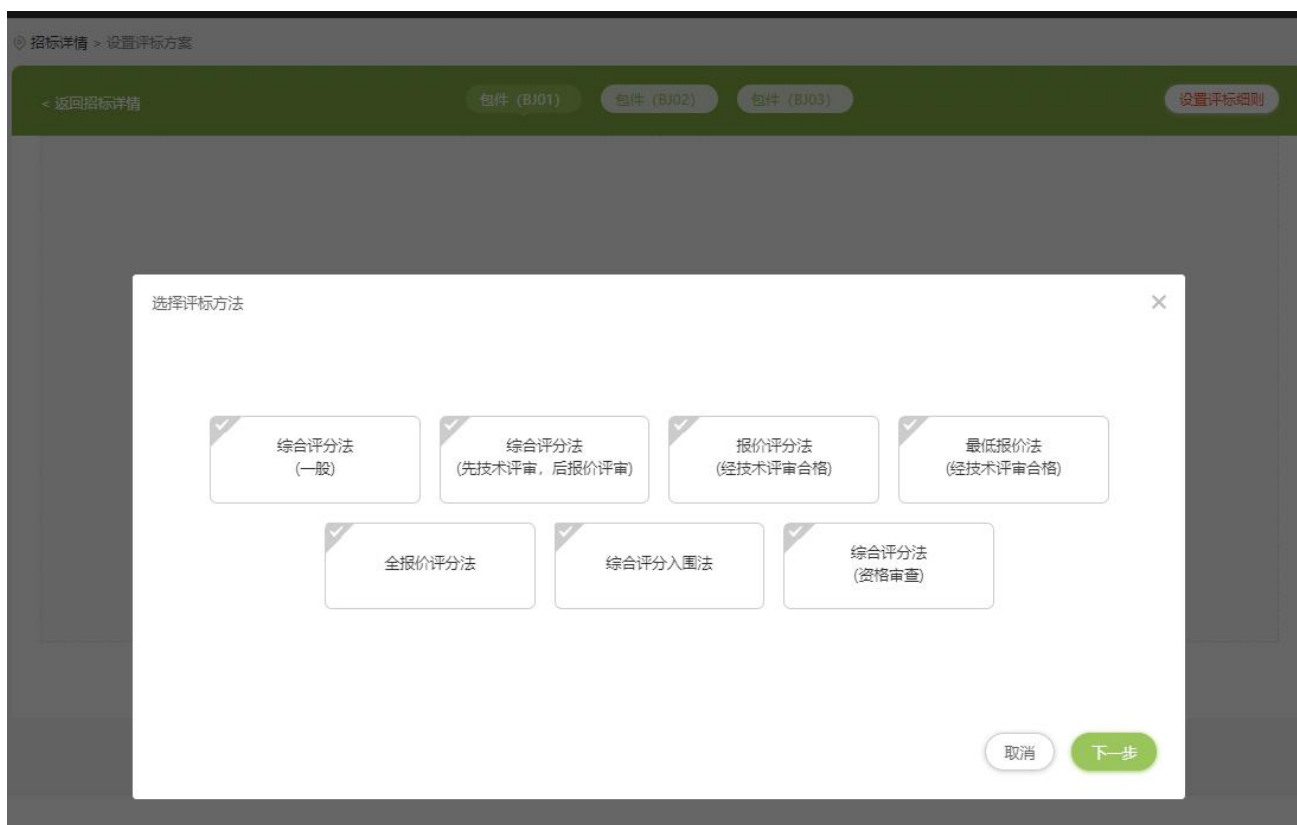 招标详情 > 设置评标方案
< 返回招标详情
包件 (BJ01)
包件 (BJ02)
包件 (BJ03)
设置评标细则
选择评标方法
综合评分法
(一般)
综合评分法
(先技术评审，后报价评审)
报价评分法
(经技术评审合格)
最低报价法
(经技术评审合格)
全报价评分法
综合评分入围法
综合评分法
(资格审查)
取消
下一步